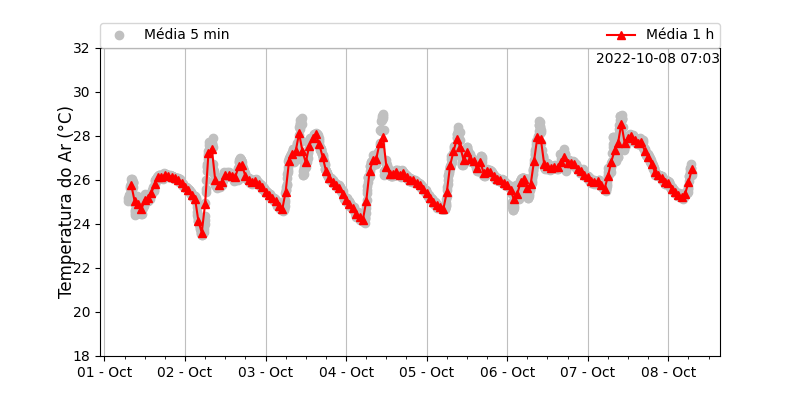 Média 5 min
Média 1 h
2022-10-08 07:03
Temperatura do Ar (°C)
32
30
28
26
24
22
20
18
01 - Oct
02 - Oct
03 - Oct
04 - Oct
05 - Oct
06 - Oct
07 - Oct
08 - Oct